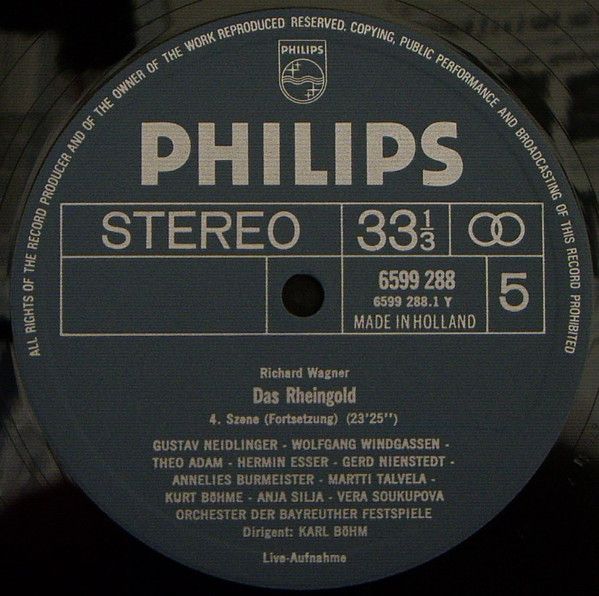 ALL RIGHTS OF THE RECORD PRODUCER AND OF THE OWNER OF THE WORK REPRODUCED RESERVED. COPYING, PUBLIC PERFORMANCE AND BROADCASTING OF THIS RECORD PROHIBITED
PHILIPS
PHILIPS
STEREO
33⅓
6599 288
6599 288.1 Y
MADE IN HOLLAND
5
Richard Wagner
Das Rheingold
4. Szene (Fortsetzung) (23'25'')
GUSTAV NEIDLINGER - WOLFGANG WINDGASSEN -
THEO ADAM - HERMIN ESSER - GERD NIENSTEDT -
ANNELIES BURMEISTER - MARTTI TALVELA -
KURT BÖHME - ANJA SILJA - VERA SOUKUPOVA
ORCHESTER DER BAYREUTHER FESTSPIELE
Dirigent: KARL BÖHM
Live-Aufnahme